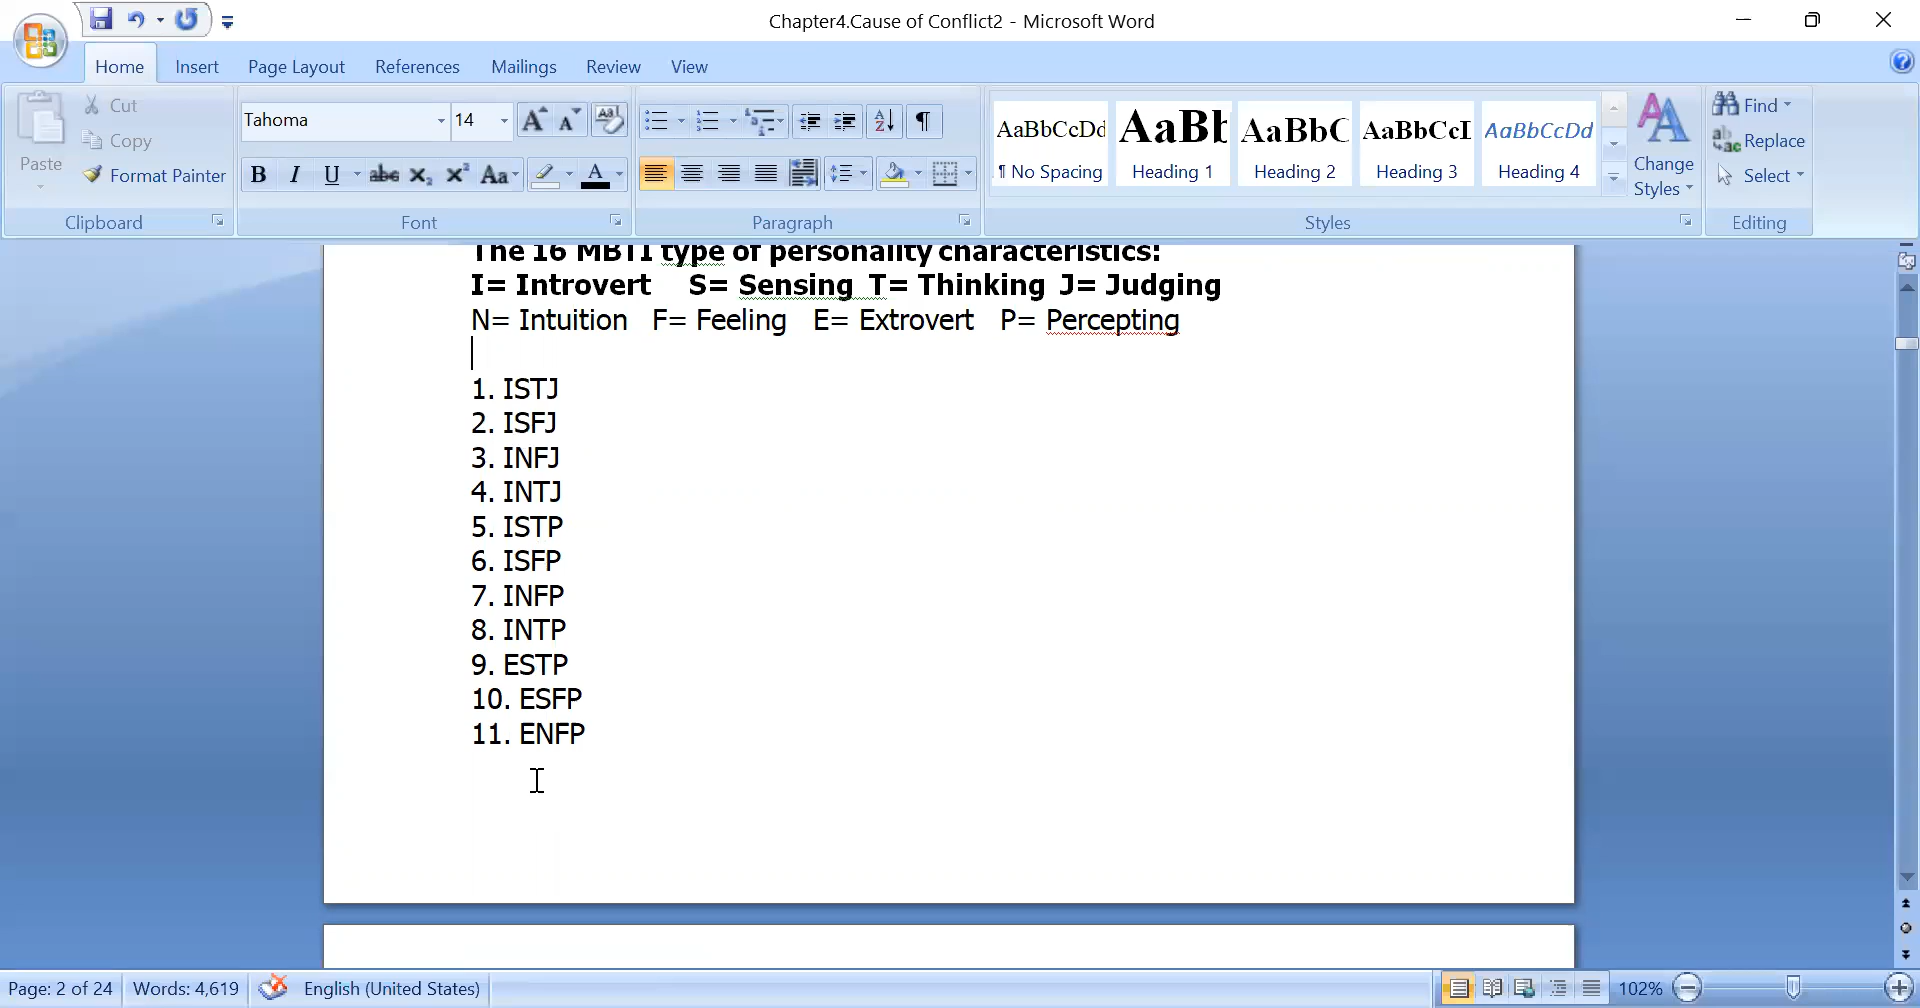 Chapter4.Cause of Conflict2 - Microsoft Word
Home Insert Page Layout References Mailings Review View
Paste
Cut
Copy
Format Painter
Clipboard
Tahoma 14
B I U abc X₂ X² Aa A
Font
Paragraph
AaBbCcDd AaBb AaBbC AaBbCcI AaBbCcDd
¶ No Spacing Heading 1 Heading 2 Heading 3 Heading 4
Change Styles
Styles
Find
Replace
Select
Editing
The 16 MBTI type of personality characteristics:
I= Introvert S= Sensing T= Thinking J= Judging
N= Intuition F= Feeling E= Extrovert P= Percepting
1. ISTJ
2. ISFJ
3. INFJ
4. INTJ
5. ISTP
6. ISFP
7. INFP
8. INTP
9. ESTP
10. ESFP
11. ENFP
Page: 2 of 24 Words: 4,619 English (United States) 102%